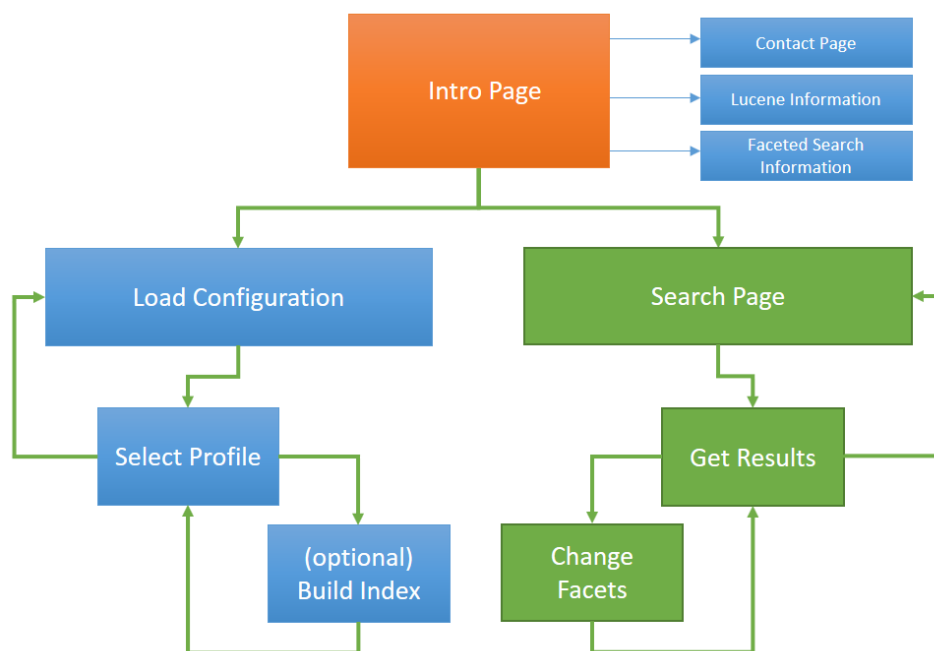 Intro Page
Contact Page
Lucene Information
Faceted Search
Information
Load Configuration
Search Page
Select Profile
Get Results
(optional)
Build Index
Change
Facets